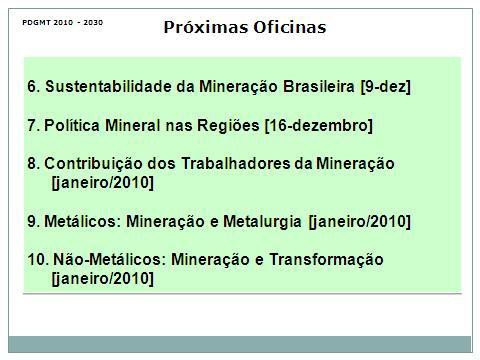 PDGMT 2010 - 2030
Próximas Oficinas
6. Sustentabilidade da Mineração Brasileira [9-dez]
7. Política Mineral nas Regiões [16-dezembro]
8. Contribuição dos Trabalhadores da Mineração
[janeiro/2010]
9. Metálicos: Mineração e Metalurgia [janeiro/2010]
10. Não-Metálicos: Mineração e Transformação
[janeiro/2010]